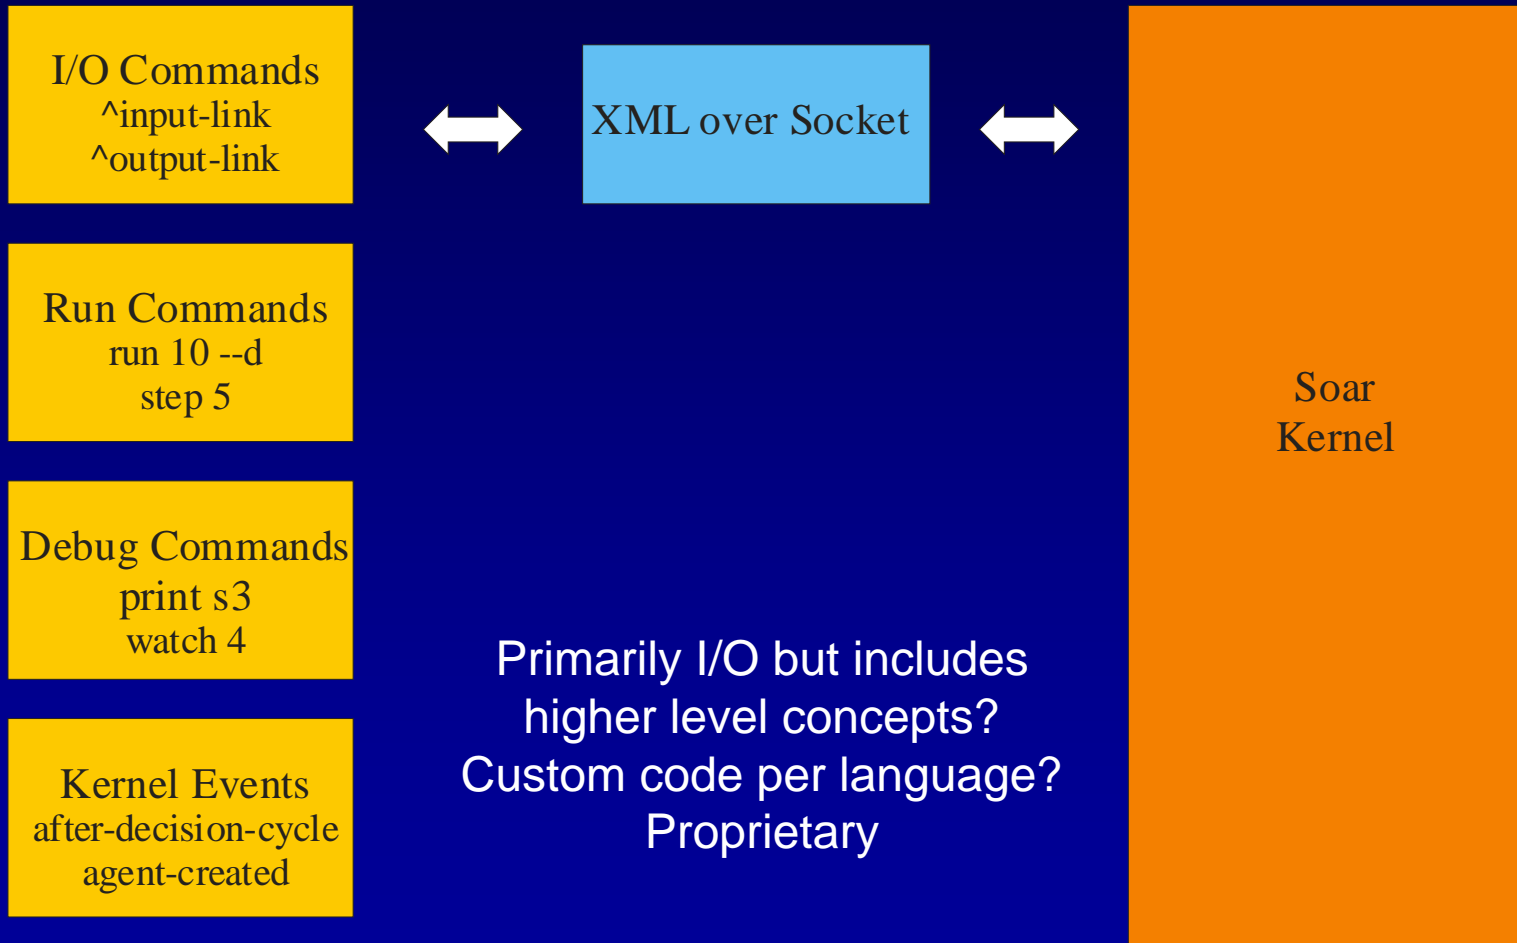 I/O Commands
^input-link
^output-link
XML over Socket
Run Commands
run 10 --d
step 5
Soar
Kernel
Debug Commands
print s3
watch 4
Primarily I/O but includes
higher level concepts?
Custom code per language?
Proprietary
Kernel Events
after-decision-cycle
agent-created